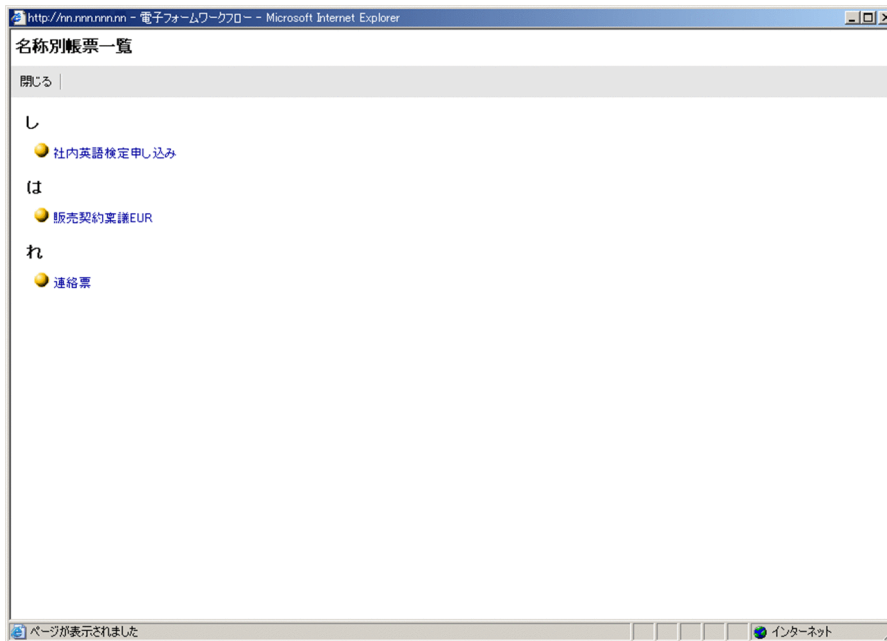 http://nn.nnn.nnn.nn - 電子フォームワークフロー - Microsoft Internet Explorer
名称別帳票一覧
閉じる
し
社内英語検定申し込み
は
販売契約稟議EUR
れ
連絡票
ページが表示されました
インターネット